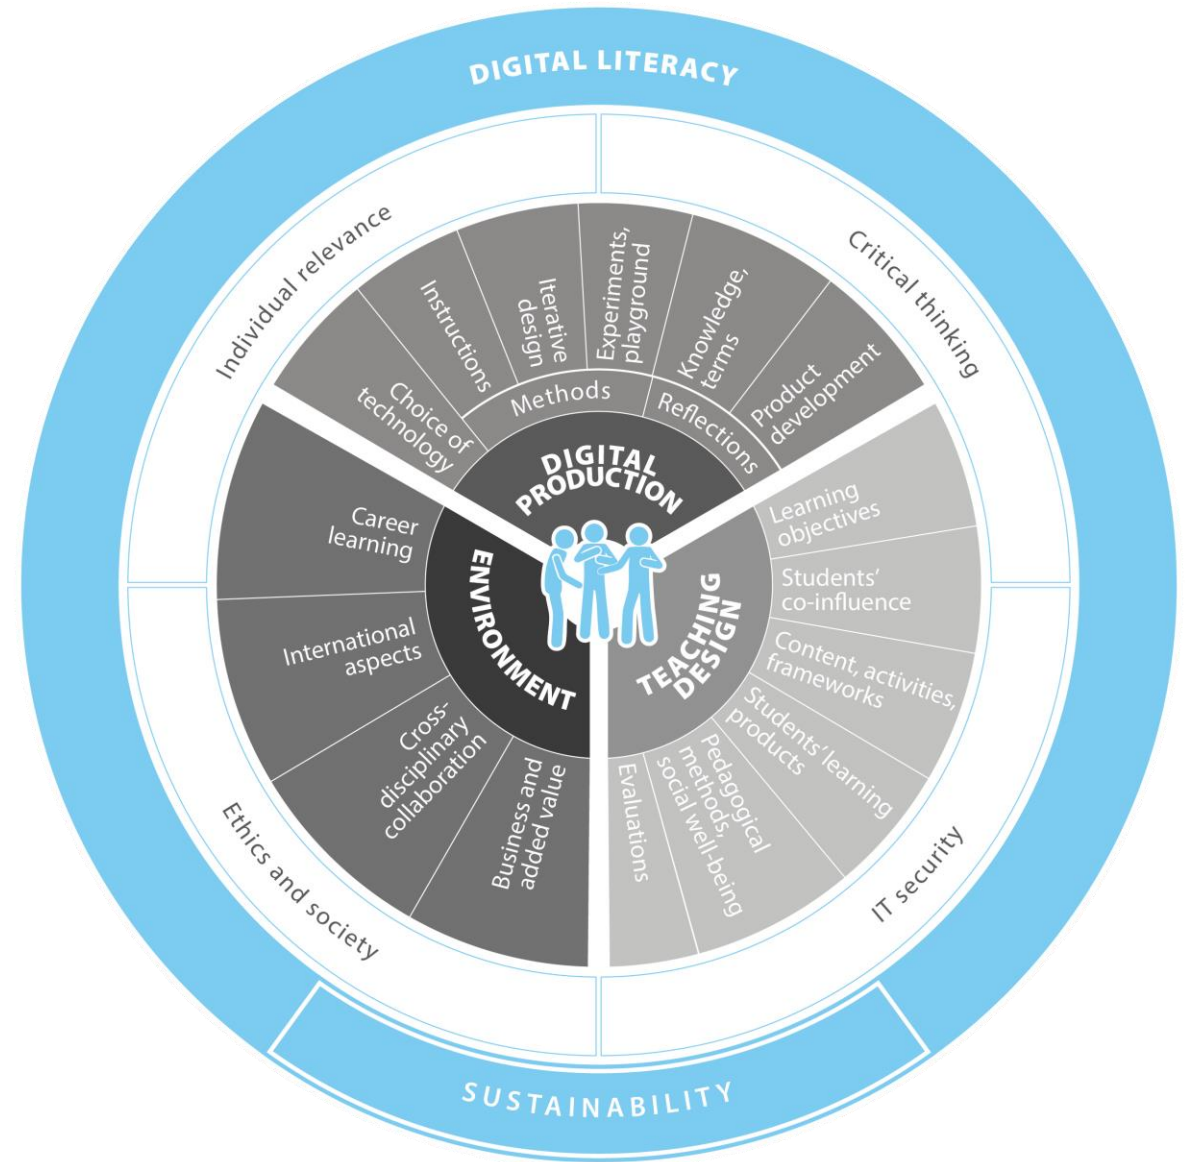 DIGITAL LITERACY
Individual relevance
Critical thinking
Choice of
technology
Instructions
Iterative
design
Experiments,
playground
Knowledge,
terms
Product
development
Methods
Reflections
DIGITAL
PRODUCTION
Career
learning
International
aspects
Cross-
disciplinary
collaboration
Business and
added value
ENVIRONMENT
TEACHING
DESIGN
Learning
objectives
Students'
co-influence
Content, activities,
frameworks
Students' learning
products
Pedagogical
methods,
social well-being
Evaluations
Ethics and society
IT security
SUSTAINABILITY